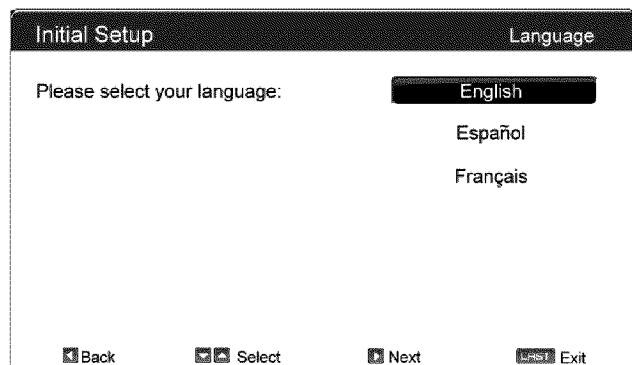 Initial Setup Language
Please select your language: English
Español
Français
Back Select Next LAST Exit